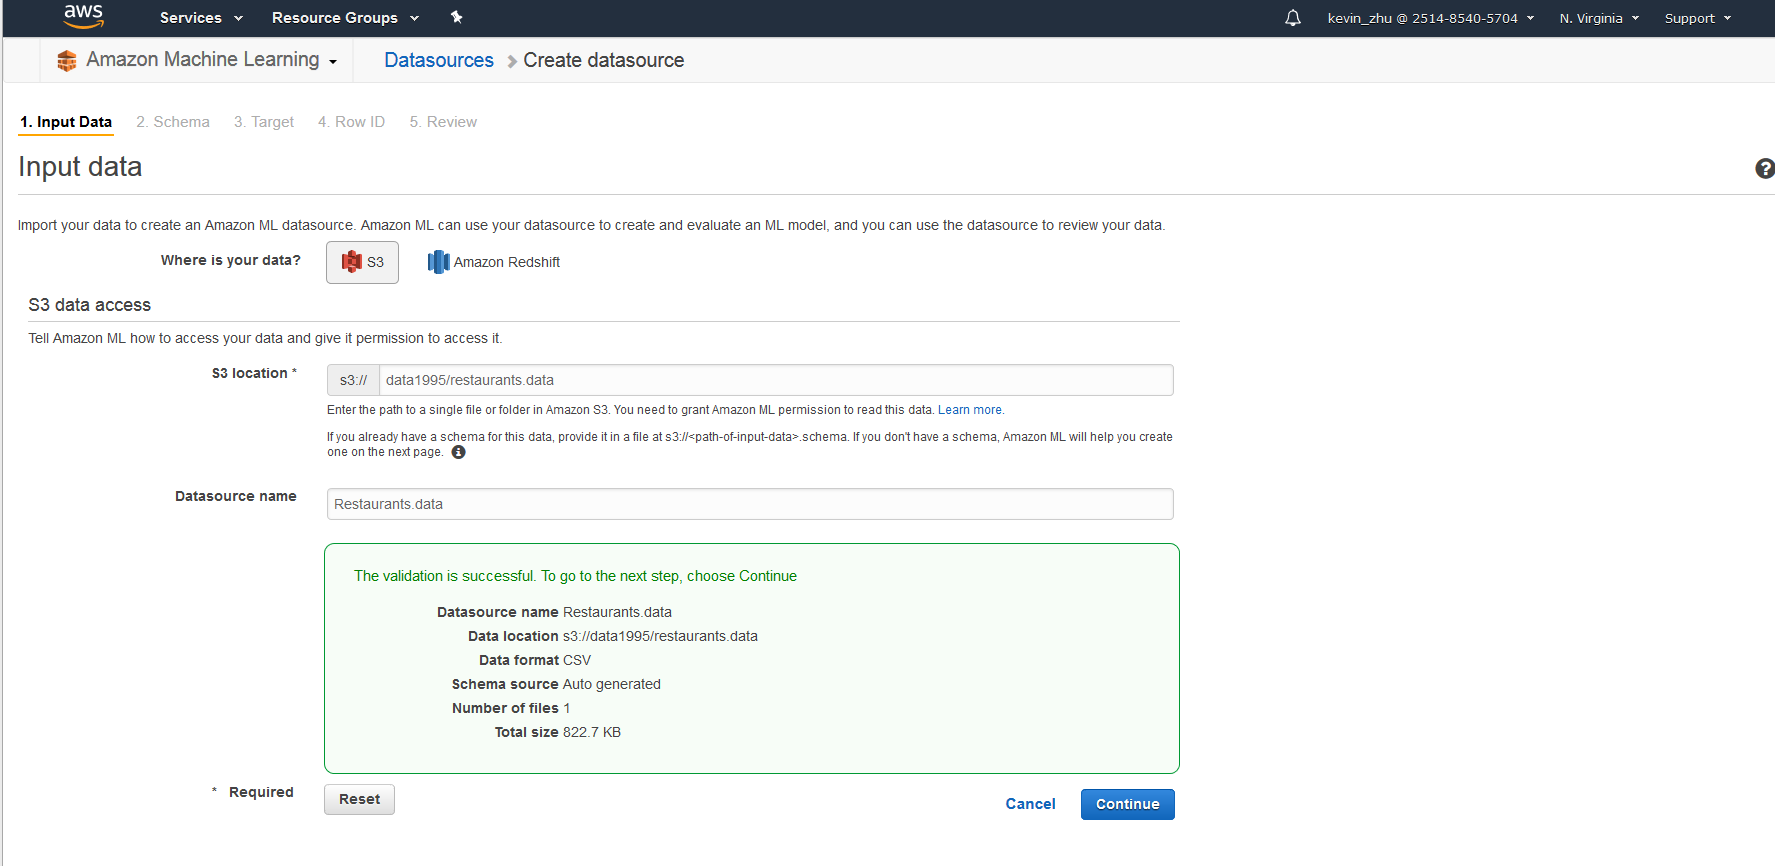 aws Services Resource Groups kevin_zhu @ 2514-8540-5704 N. Virginia Support
Amazon Machine Learning Datasources Create datasource
1. Input Data 2. Schema 3. Target 4. Row ID 5. Review
Input data
?
Import your data to create an Amazon ML datasource. Amazon ML can use your datasource to create and evaluate an ML model, and you can use the datasource to review your data.
Where is your data? S3 Amazon Redshift
S3 data access
Tell Amazon ML how to access your data and give it permission to access it.
S3 location * s3:// data1995/restaurants.data
Enter the path to a single file or folder in Amazon S3. You need to grant Amazon ML permission to read this data. Learn more.
If you already have a schema for this data, provide it in a file at s3://<path-of-input-data>.schema. If you don't have a schema, Amazon ML will help you create
one on the next page. i
Datasource name Restaurants.data
The validation is successful. To go to the next step, choose Continue
Datasource name Restaurants.data
Data location s3://data1995/restaurants.data
Data format CSV
Schema source Auto generated
Number of files 1
Total size 822.7 KB
* Required Reset Cancel Continue